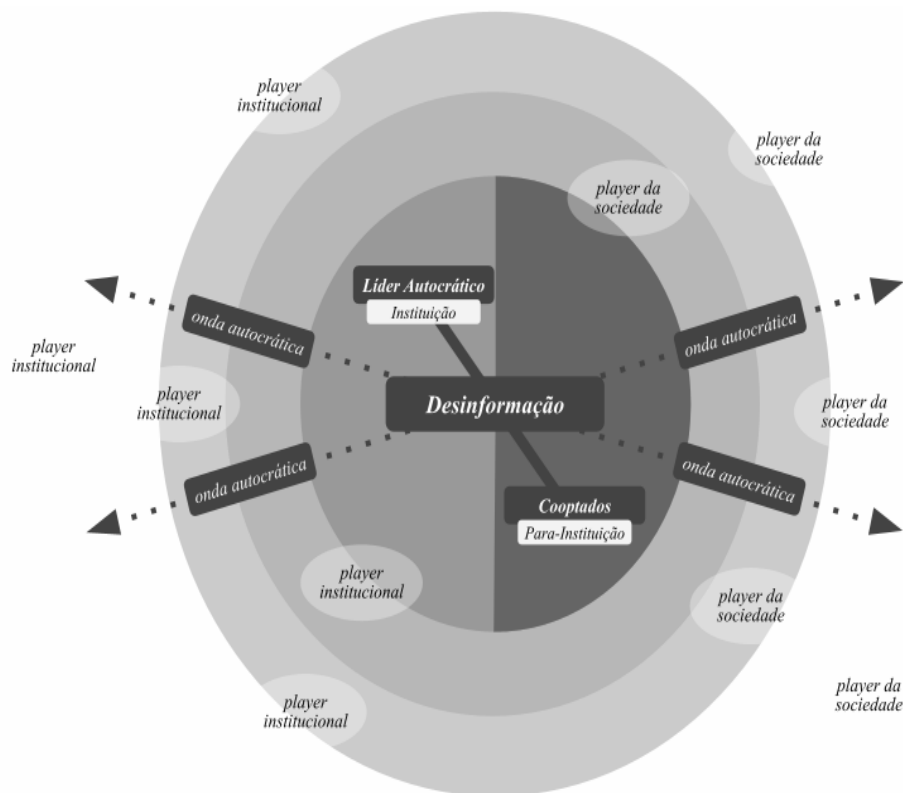 player
institucional
player da
sociedade
player da
sociedade
Líder Autocrático
Instituição
onda autocrática
onda autocrática
player
institucional
player
institucional
Desinformação
player da
sociedade
onda autocrática
onda autocrática
Cooptados
Para-Instituição
player
institucional
player da
sociedade
player
institucional
player da
sociedade